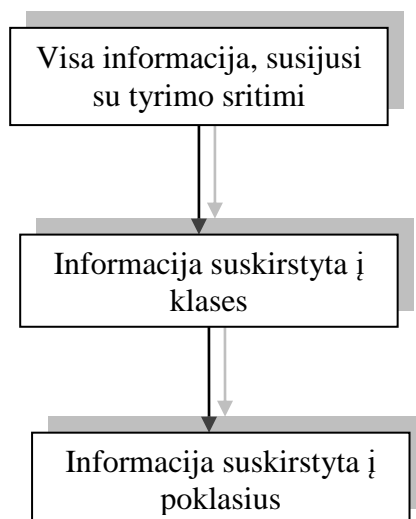 Visa informacija, susijusi
su tyrimo sritimi
Informacija suskirstyta į
klases
Informacija suskirstyta į
poklasius